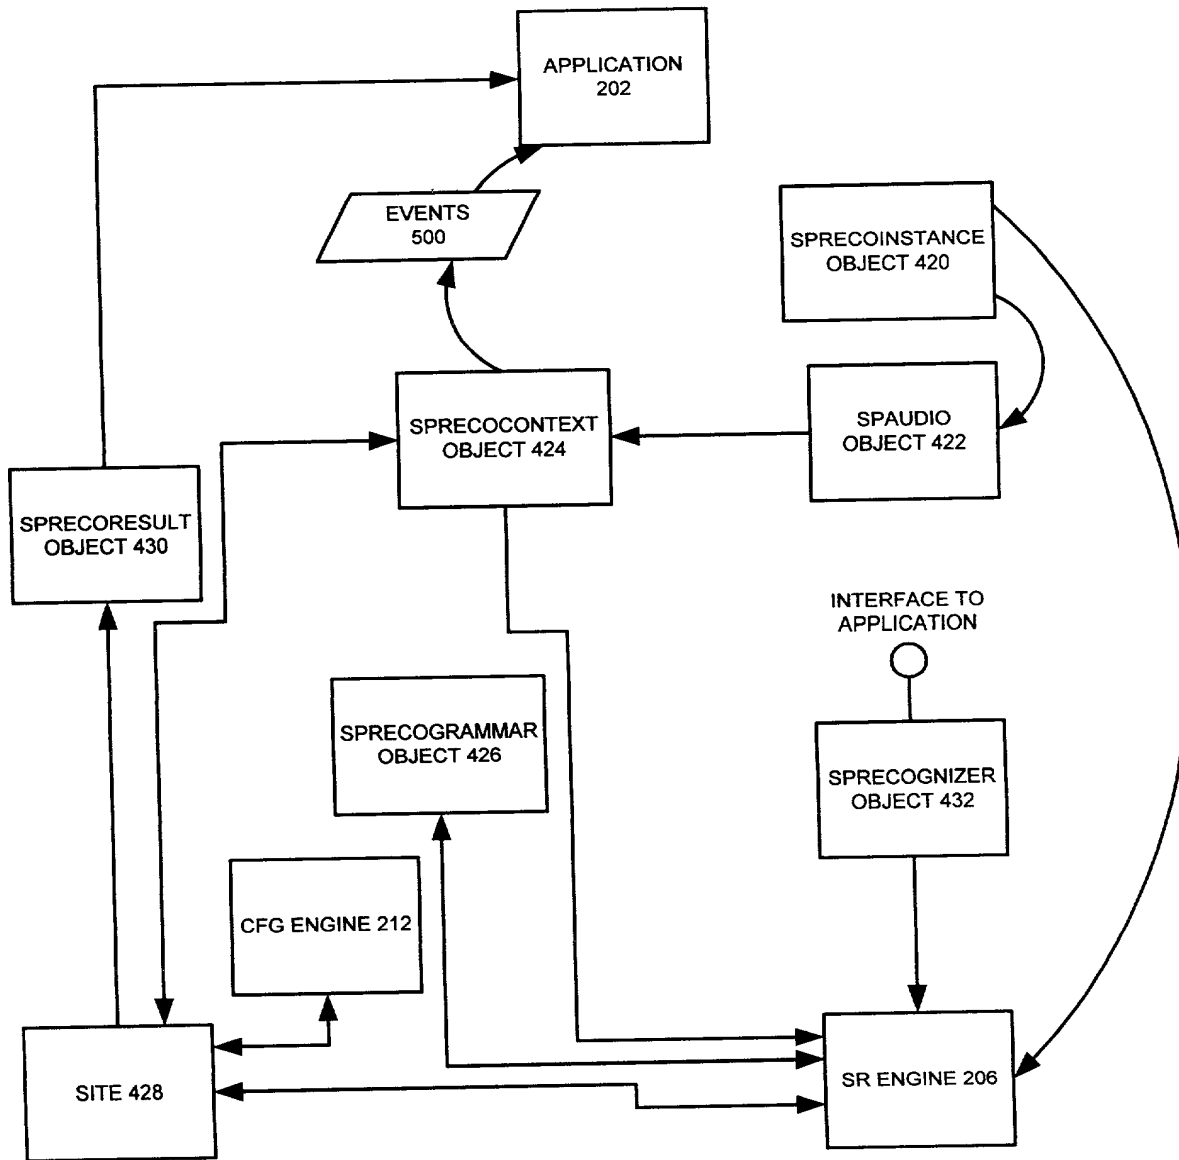 APPLICATION
202
EVENTS
500
SPRECOINSTANCE
OBJECT 420
SPRECOCONTEXT
OBJECT 424
SPAUDIO
OBJECT 422
SPRECORESULT
OBJECT 430
INTERFACE TO
APPLICATION
SPRECOGRAMMAR
OBJECT 426
SPRECOGNIZER
OBJECT 432
CFG ENGINE 212
SITE 428
SR ENGINE 206